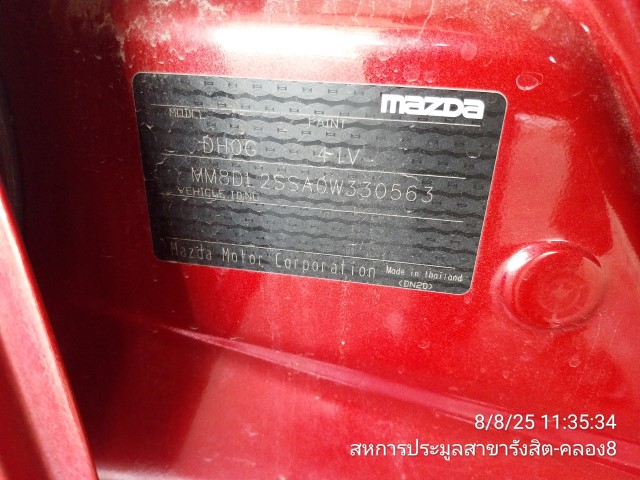 mazda
MODEL PAINT
DH0G 41V
MM8DL2SSA0W330563
VEHICLE IDNO
Mazda Motor Corporation Made in thailand
(DN2D)
8/8/25 11:35:34
สหการประมูลสาขารังสิต-คลอง8